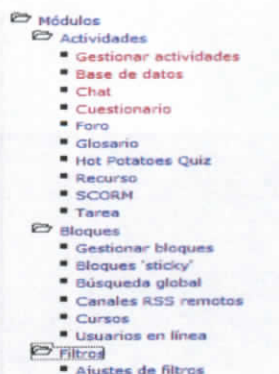 Módulos
Actividades
Gestionar actividades
Base de datos
Chat
Cuestionario
Foro
Glosario
Hot Potatoes Quiz
Recurso
SCORM
Tarea
Bloques
Gestionar bloques
Bloques 'sticky'
Búsqueda global
Canales RSS remotos
Cursos
Usuarios en línea
Filtros
Ajustes de filtros